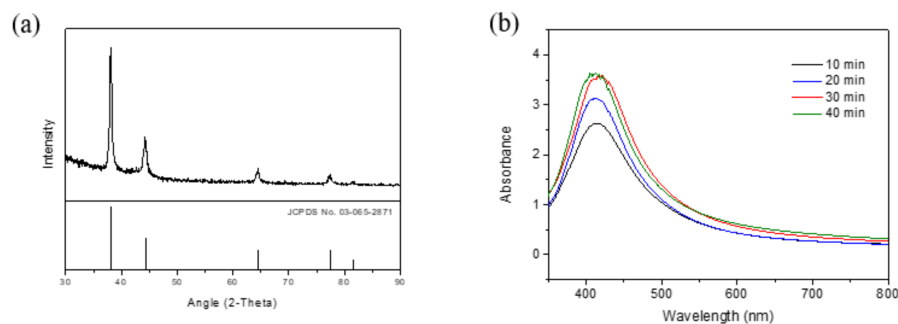 (a)
Intensity
JCPDS No. 03-065-2871
30 40 50 60 70 80 90
Angle (2-Theta)
(b)
4
3
2
1
0
Absorbance
10 min
20 min
30 min
40 min
400 500 600 700 800
Wavelength (nm)